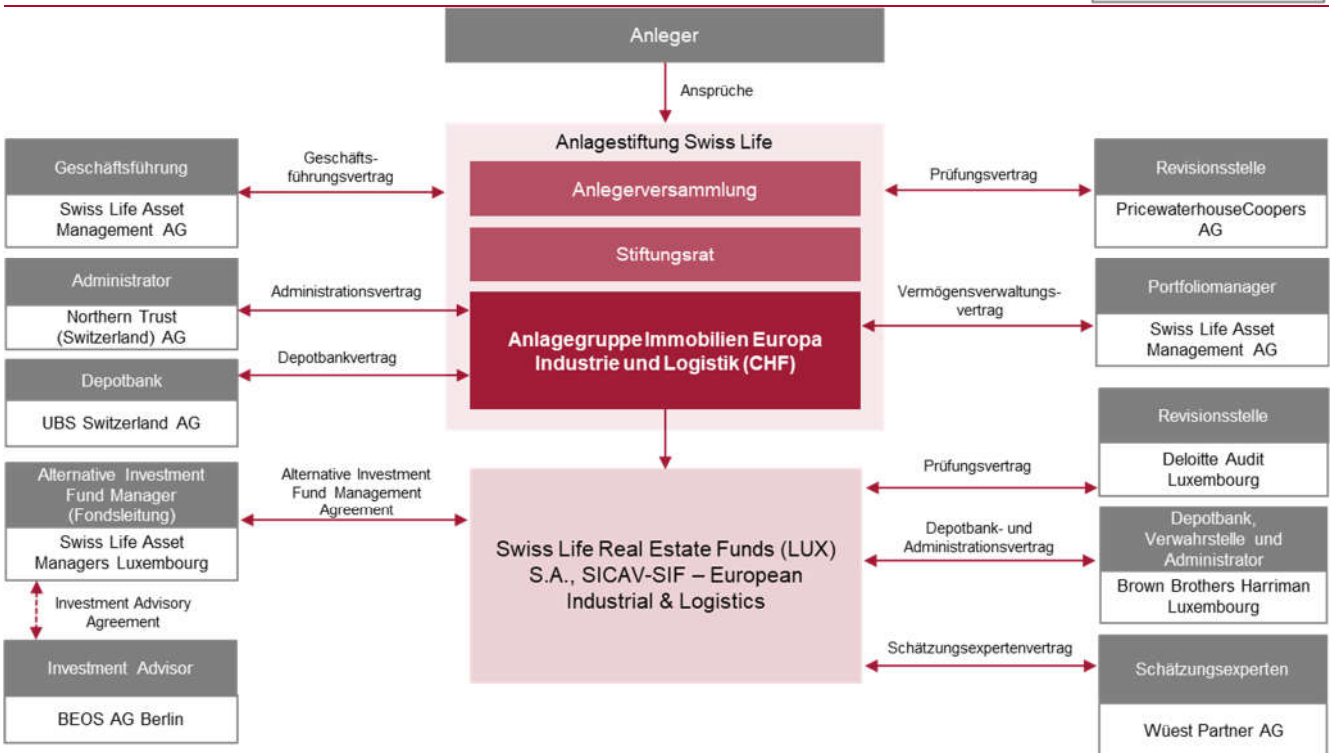 Anleger
Ansprüche
Anlagestiftung Swiss Life
Anlegerversammlung
Stiftungsrat
Anlagegruppe Immobilien Europa
Industrie und Logistik (CHF)
Geschäftsführung
Swiss Life Asset
Management AG
Geschäfts-
führungsvertrag
Administrator
Northern Trust
(Switzerland) AG
Administrationsvertrag
Depotbank
UBS Switzerland AG
Depotbankvertrag
Prüfungsvertrag
Revisionsstelle
PricewaterhouseCoopers
AG
Vermögensverwaltungs-
vertrag
Portfoliomanager
Swiss Life Asset
Management AG
Alternative Investment
Fund Manager
(Fondsleitung)
Swiss Life Asset
Managers Luxembourg
Alternative Investment
Fund Management
Agreement
Investment Advisory
Agreement
Investment Advisor
BEOS AG Berlin
Swiss Life Real Estate Funds (LUX)
S.A., SICAV-SIF – European
Industrial & Logistics
Prüfungsvertrag
Revisionsstelle
Deloitte Audit
Luxembourg
Depotbank- und
Administrationsvertrag
Depotbank,
Verwahrstelle und
Administrator
Brown Brothers Harriman
Luxembourg
Schätzungsexpertenvertrag
Schätzungsexperten
Wüest Partner AG